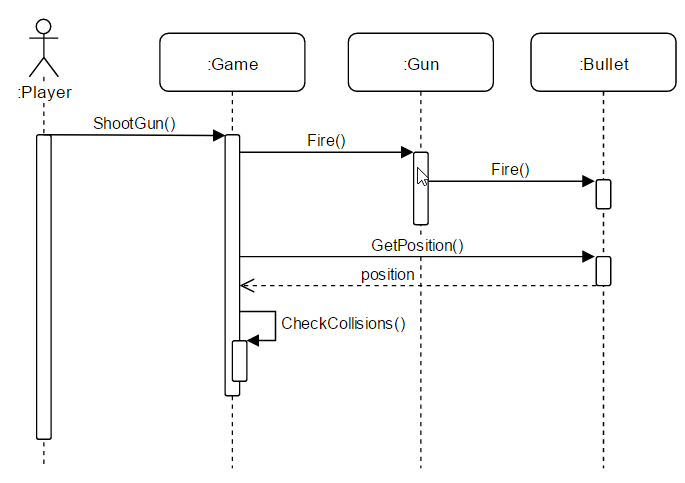 :Player
:Game
:Gun
:Bullet
ShootGun()
Fire()
Fire()
GetPosition()
position
CheckCollisions()